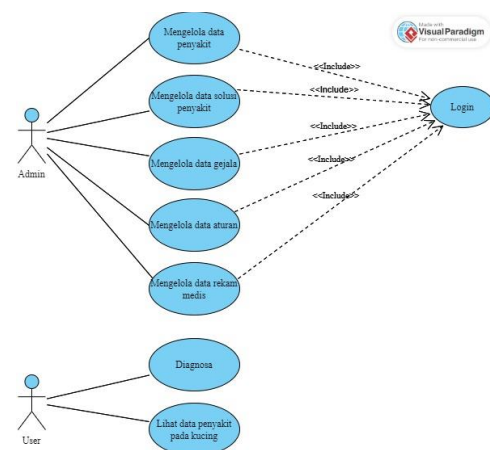 Made with
Visual Paradigm
For non-commercial use
Mengelola data
penyakit
<<Include>>
Mengelola data solusi
penyakit
<<Include>>
Login
<<Include>>
Mengelola data gejala
Admin
<<Include>>
Mengelola data aturan
<<Include>>
Mengelola data rekam
medis
Diagnosa
User
Lihat data penyakit
pada kucing